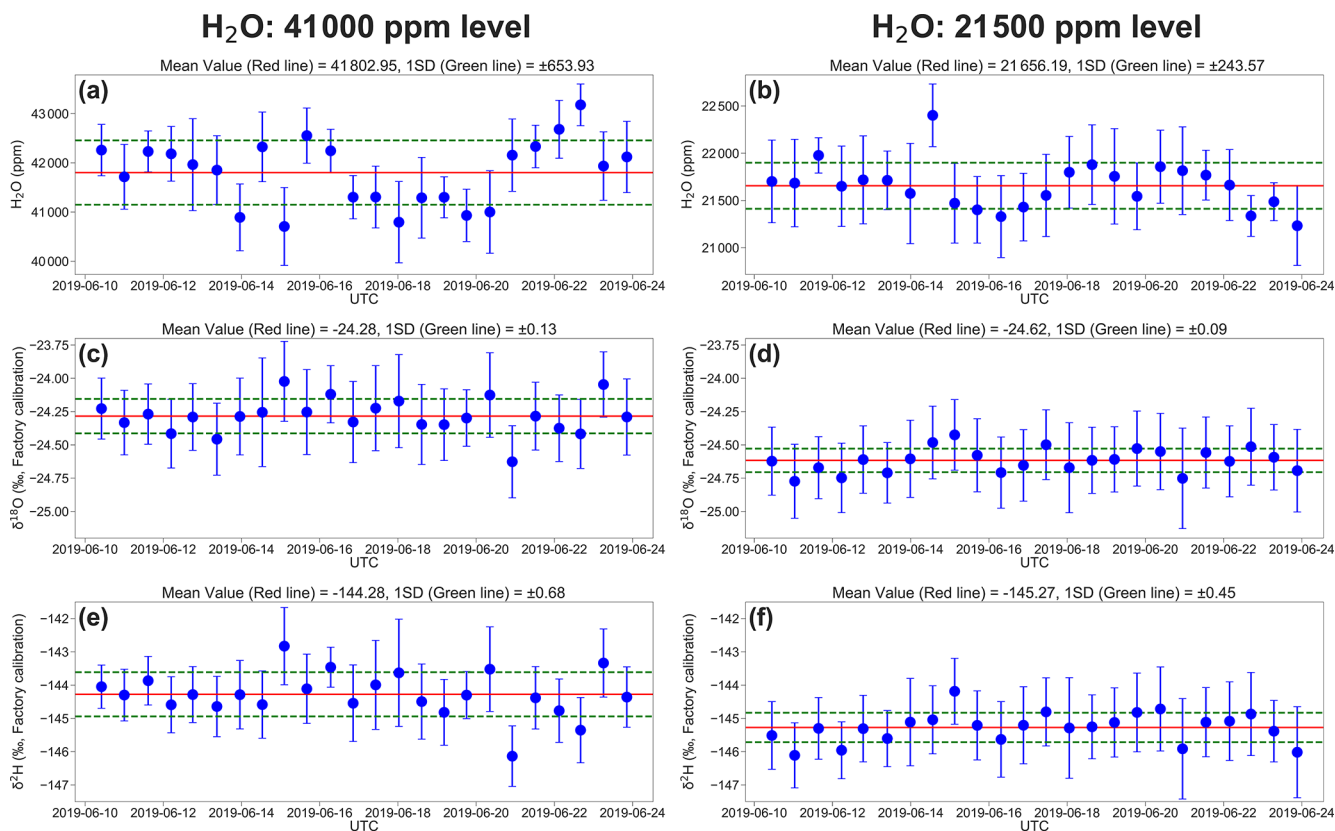 H₂O: 41000 ppm level
H₂O: 21500 ppm level
Mean Value (Red line) = 41802.95, 1SD (Green line) = ±653.93
(a)
H₂O (ppm)
43000
42000
41000
40000
2019-06-10 2019-06-12 2019-06-14 2019-06-16 2019-06-18 2019-06-20 2019-06-22 2019-06-24
UTC
Mean Value (Red line) = 21656.19, 1SD (Green line) = ±243.57
(b)
H₂O (ppm)
22500
22000
21500
21000
2019-06-10 2019-06-12 2019-06-14 2019-06-16 2019-06-18 2019-06-20 2019-06-22 2019-06-24
UTC
Mean Value (Red line) = -24.28, 1SD (Green line) = ±0.13
(c)
δ¹⁸O (‰, Factory calibration)
−23.75
−24.00
−24.25
−24.50
−24.75
−25.00
2019-06-10 2019-06-12 2019-06-14 2019-06-16 2019-06-18 2019-06-20 2019-06-22 2019-06-24
UTC
Mean Value (Red line) = -24.62, 1SD (Green line) = ±0.09
(d)
δ¹⁸O (‰, Factory calibration)
−23.75
−24.00
−24.25
−24.50
−24.75
−25.00
2019-06-10 2019-06-12 2019-06-14 2019-06-16 2019-06-18 2019-06-20 2019-06-22 2019-06-24
UTC
Mean Value (Red line) = -144.28, 1SD (Green line) = ±0.68
(e)
δ²H (‰, Factory calibration)
−142
−143
−144
−145
−146
−147
2019-06-10 2019-06-12 2019-06-14 2019-06-16 2019-06-18 2019-06-20 2019-06-22 2019-06-24
UTC
Mean Value (Red line) = -145.27, 1SD (Green line) = ±0.45
(f)
δ²H (‰, Factory calibration)
−142
−143
−144
−145
−146
−147
2019-06-10 2019-06-12 2019-06-14 2019-06-16 2019-06-18 2019-06-20 2019-06-22 2019-06-24
UTC